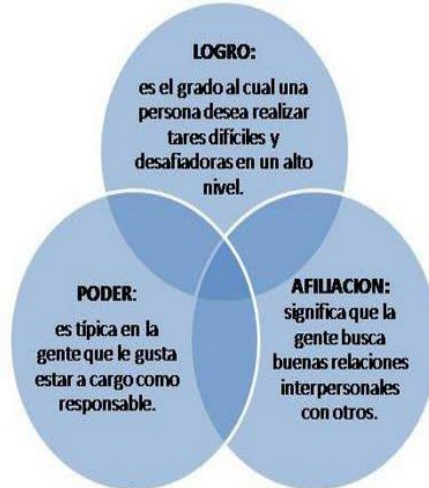 LOGRO:
es el grado al cual una
persona desea realizar
tares difíciles y
desafiadoras en un alto
nivel.
PODER:
es típica en la
gente que le gusta
estar a cargo como
responsable.
AFILIACION:
significa que la
gente busca
buenas relaciones
interpersonales
con otros.